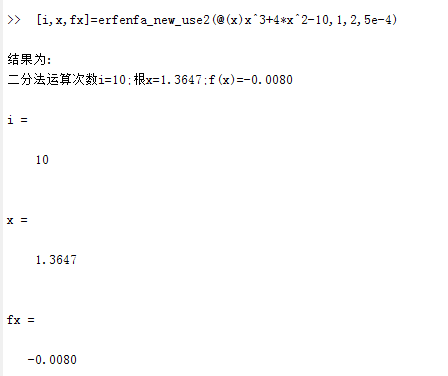 >> [i,x,fx]=erfenfa_new_use2(@(x)x^3+4*x^2-10,1,2,5e-4)
结果为:
二分法运算次数i=10;根x=1.3647;f(x)=-0.0080
i =
10
x =
1.3647
fx =
-0.0080